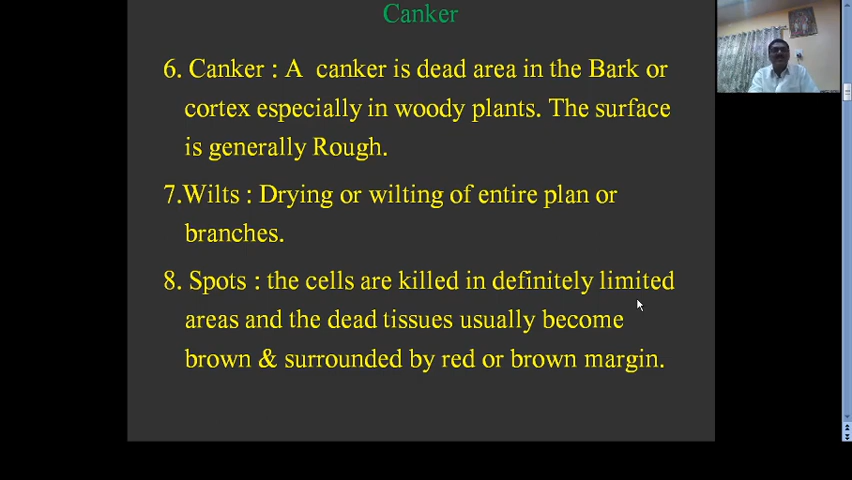 Canker
6. Canker : A canker is dead area in the Bark or
cortex especially in woody plants. The surface
is generally Rough.
7.Wilts : Drying or wilting of entire plan or
branches.
8. Spots : the cells are killed in definitely limited
areas and the dead tissues usually become
brown & surrounded by red or brown margin.